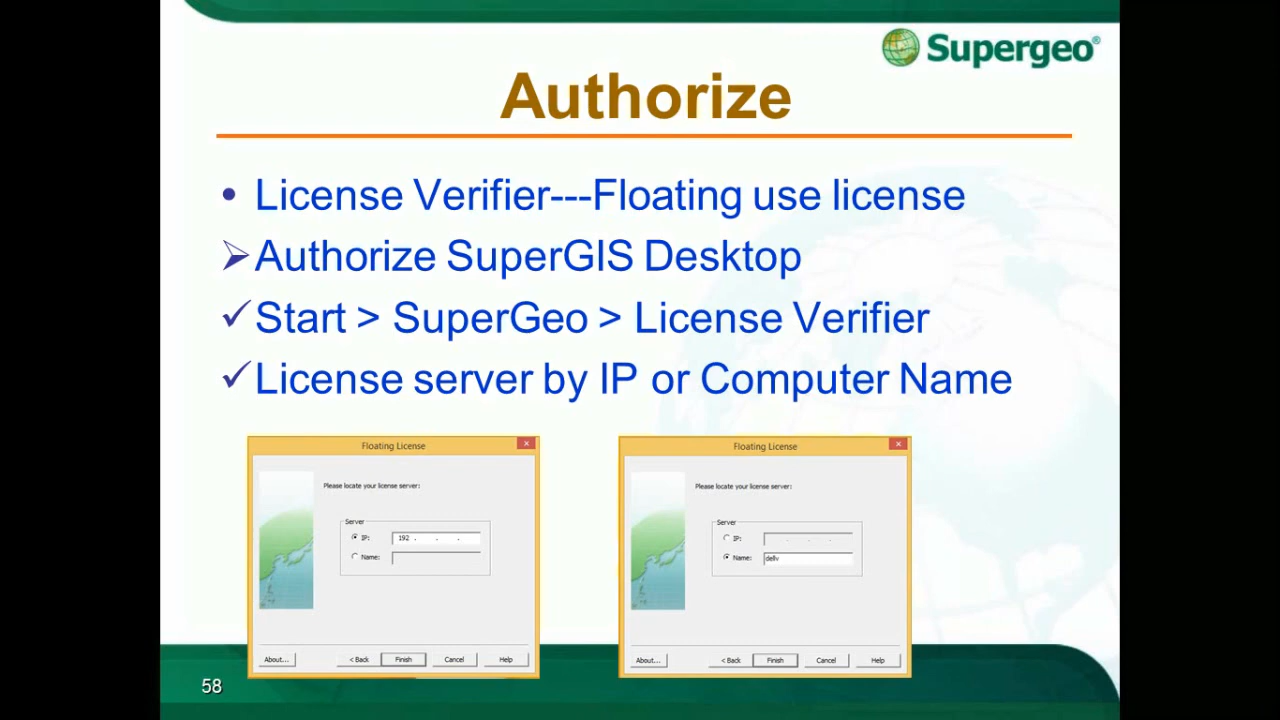 Supergeo®
Authorize
• License Verifier---Floating use license
➢ Authorize SuperGIS Desktop
✓ Start > SuperGeo > License Verifier
✓ License server by IP or Computer Name
Floating License
Please locate your license server:
Server
IP: 192 . . .
Name:
About... < Back Finish Cancel Help
Floating License
Please locate your license server:
Server
IP: . . .
Name: dellv
About... < Back Finish Cancel Help
58